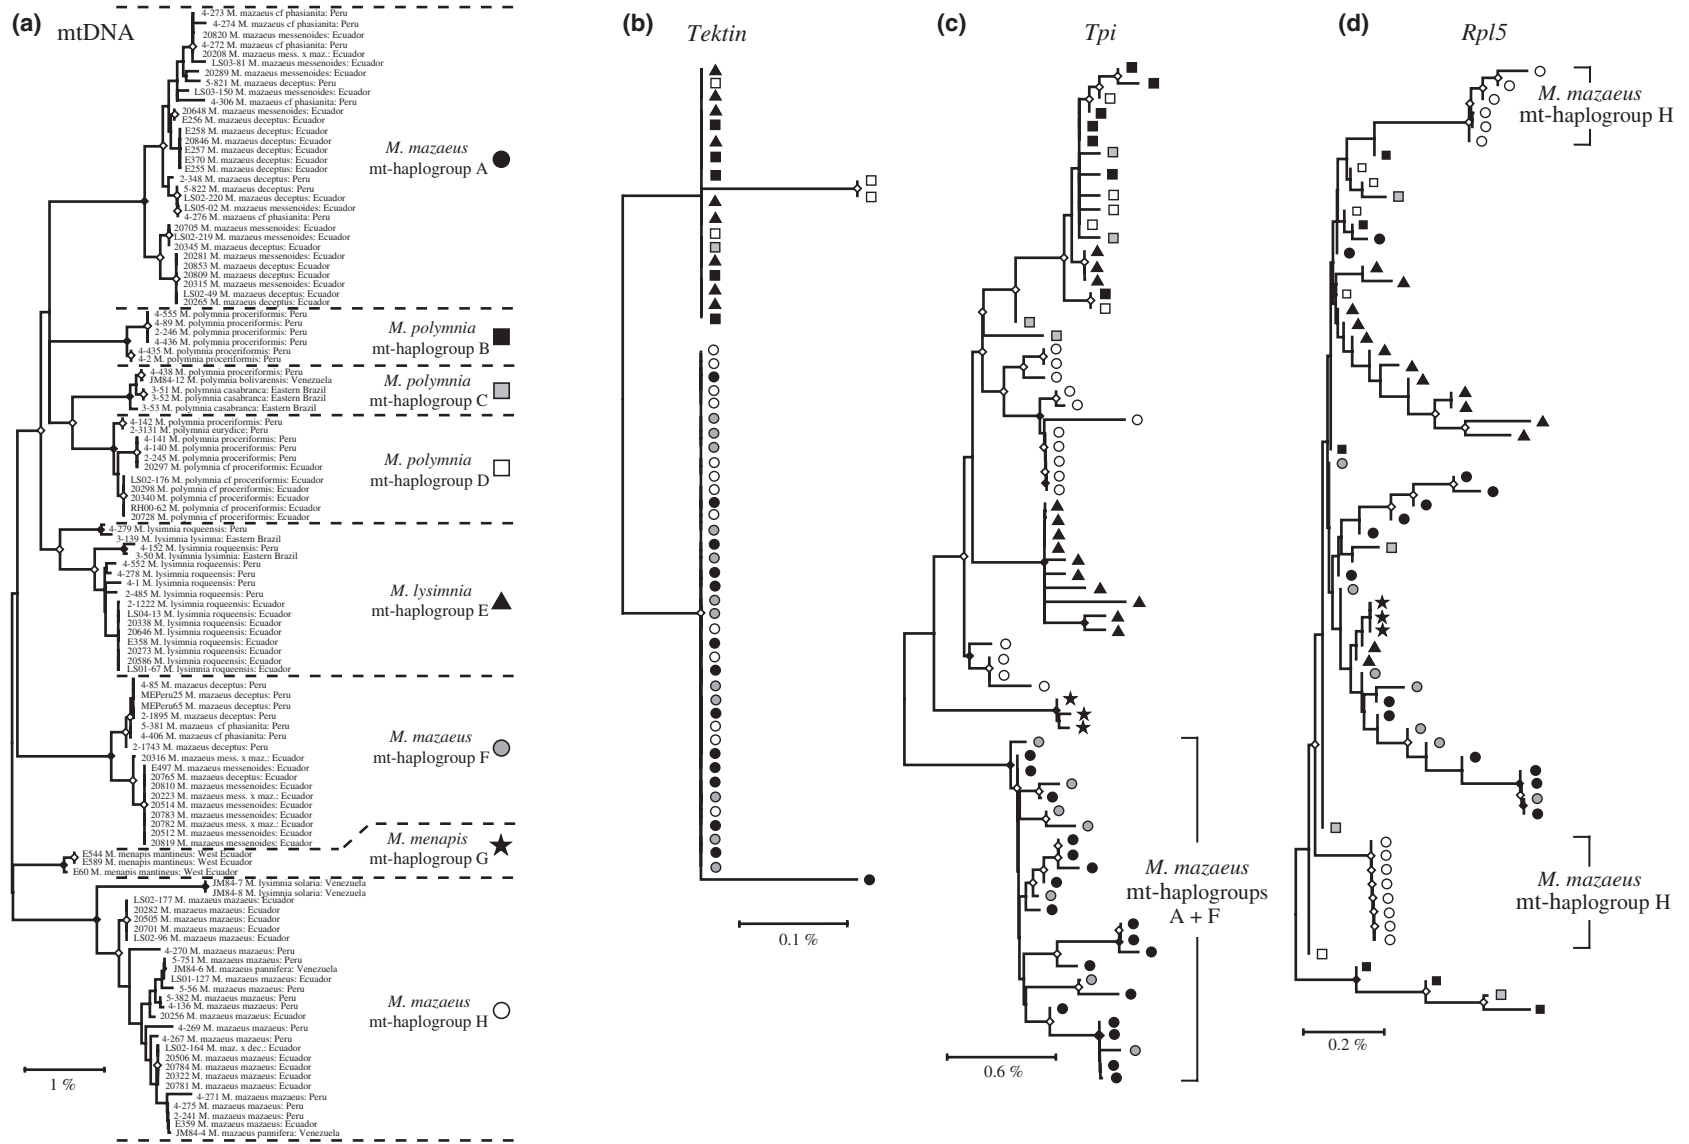 (a) mtDNA
4-273 M. mazaeus cf phasianita: Peru
4-274 M. mazaeus cf phasianita: Peru
20820 M. mazaeus messenoides: Ecuador
4-272 M. mazaeus cf phasianita: Peru
20208 M. mazaeus mess. x maz.: Ecuador
LS03-81 M. mazaeus messenoides: Ecuador
20289 M. mazaeus messenoides: Ecuador
5-821 M. mazaeus deceptus: Peru
LS03-150 M. mazaeus messenoides: Ecuador
4-306 M. mazaeus cf phasianita: Peru
20648 M. mazaeus messenoides: Ecuador
E256 M. mazaeus deceptus: Ecuador
E258 M. mazaeus deceptus: Ecuador
20846 M. mazaeus deceptus: Ecuador
E257 M. mazaeus deceptus: Ecuador
E370 M. mazaeus deceptus: Ecuador
E255 M. mazaeus deceptus: Ecuador
2-348 M. mazaeus deceptus: Peru
5-822 M. mazaeus deceptus: Peru
LS02-220 M. mazaeus deceptus: Ecuador
LS05-02 M. mazaeus messenoides: Ecuador
4-276 M. mazaeus cf phasianita: Peru
20705 M. mazaeus messenoides: Ecuador
LS02-219 M. mazaeus messenoides: Ecuador
20345 M. mazaeus deceptus: Ecuador
20281 M. mazaeus messenoides: Ecuador
20853 M. mazaeus deceptus: Ecuador
20809 M. mazaeus deceptus: Ecuador
20315 M. mazaeus messenoides: Ecuador
LS02-49 M. mazaeus deceptus: Ecuador
20265 M. mazaeus deceptus: Ecuador
M. mazaeus
mt-haplogroup A
4-555 M. polymnia proceriformis: Peru
4-89 M. polymnia proceriformis: Peru
2-246 M. polymnia proceriformis: Peru
4-436 M. polymnia proceriformis: Peru
4-435 M. polymnia proceriformis: Peru
4-2 M. polymnia proceriformis: Peru
M. polymnia
mt-haplogroup B
4-438 M. polymnia proceriformis: Peru
JM84-12 M. polymnia bolivarensis: Venezuela
3-51 M. polymnia casabranca: Eastern Brazil
3-52 M. polymnia casabranca: Eastern Brazil
3-53 M. polymnia casabranca: Eastern Brazil
M. polymnia
mt-haplogroup C
4-142 M. polymnia proceriformis: Peru
2-3131 M. polymnia eurydice: Peru
4-141 M. polymnia proceriformis: Peru
4-140 M. polymnia proceriformis: Peru
2-245 M. polymnia proceriformis: Peru
20297 M. polymnia cf proceriformis: Ecuador
LS02-176 M. polymnia cf proceriformis: Ecuador
20298 M. polymnia cf proceriformis: Ecuador
20340 M. polymnia cf proceriformis: Ecuador
RH00-62 M. polymnia cf proceriformis: Ecuador
20728 M. polymnia cf proceriformis: Ecuador
M. polymnia
mt-haplogroup D
4-279 M. lysimnia roqueensis: Peru
3-139 M. lysimnia lysimna: Eastern Brazil
4-152 M. lysimnia roqueensis: Peru
3-50 M. lysimnia lysimnia: Eastern Brazil
4-552 M. lysimnia roqueensis: Peru
4-278 M. lysimnia roqueensis: Peru
4-1 M. lysimnia roqueensis: Peru
2-485 M. lysimnia roqueensis: Peru
2-1222 M. lysimnia roqueensis: Ecuador
LS04-13 M. lysimnia roqueensis: Ecuador
20338 M. lysimnia roqueensis: Ecuador
20646 M. lysimnia roqueensis: Ecuador
E358 M. lysimnia roqueensis: Ecuador
20273 M. lysimnia roqueensis: Ecuador
20586 M. lysimnia roqueensis: Ecuador
LS01-67 M. lysimnia roqueensis: Ecuador
M. lysimnia
mt-haplogroup E
4-85 M. mazaeus deceptus: Peru
MEPeru25 M. mazaeus deceptus: Peru
MEPeru65 M. mazaeus deceptus: Peru
2-1895 M. mazaeus deceptus: Peru
5-381 M. mazaeus cf phasianita: Peru
4-406 M. mazaeus cf phasianita: Peru
2-1743 M. mazaeus deceptus: Peru
20316 M. mazaeus mess. x maz.: Ecuador
E497 M. mazaeus messenoides: Ecuador
20765 M. mazaeus deceptus: Ecuador
20810 M. mazaeus messenoides: Ecuador
20223 M. mazaeus mess. x maz.: Ecuador
20514 M. mazaeus messenoides: Ecuador
20783 M. mazaeus messenoides: Ecuador
20782 M. mazaeus mess. x maz.: Ecuador
20512 M. mazaeus messenoides: Ecuador
20819 M. mazaeus messenoides: Ecuador
M. mazaeus
mt-haplogroup F
E544 M. menapis mantineus: West Ecuador
E589 M. menapis mantineus: West Ecuador
E60 M. menapis mantineus: West Ecuador
M. menapis
mt-haplogroup G
JM84-7 M. lysimnia solaria: Venezuela
JM84-8 M. lysimnia solaria: Venezuela
LS02-177 M. mazaeus mazaeus: Ecuador
20282 M. mazaeus mazaeus: Ecuador
20505 M. mazaeus mazaeus: Ecuador
20701 M. mazaeus mazaeus: Ecuador
LS02-96 M. mazaeus mazaeus: Ecuador
4-270 M. mazaeus mazaeus: Peru
5-751 M. mazaeus mazaeus: Peru
JM84-6 M. mazaeus pannifera: Venezuela
LS01-127 M. mazaeus mazaeus: Ecuador
5-56 M. mazaeus mazaeus: Peru
5-382 M. mazaeus mazaeus: Peru
4-136 M. mazaeus mazaeus: Peru
20256 M. mazaeus mazaeus: Ecuador
4-269 M. mazaeus mazaeus: Peru
4-267 M. mazaeus mazaeus: Peru
LS02-164 M. maz. x dec.: Ecuador
20506 M. mazaeus mazaeus: Ecuador
20784 M. mazaeus mazaeus: Ecuador
20322 M. mazaeus mazaeus: Ecuador
20781 M. mazaeus mazaeus: Ecuador
4-271 M. mazaeus mazaeus: Peru
4-275 M. mazaeus mazaeus: Peru
2-241 M. mazaeus mazaeus: Peru
E359 M. mazaeus mazaeus: Ecuador
JM84-4 M. mazaeus pannifera: Venezuela
M. mazaeus
mt-haplogroup H
1 %
(b) Tektin
0.1 %
(c) Tpi
M. mazaeus
mt-haplogroups
A + F
0.6 %
(d) Rpl5
M. mazaeus
mt-haplogroup H
M. mazaeus
mt-haplogroup H
0.2 %